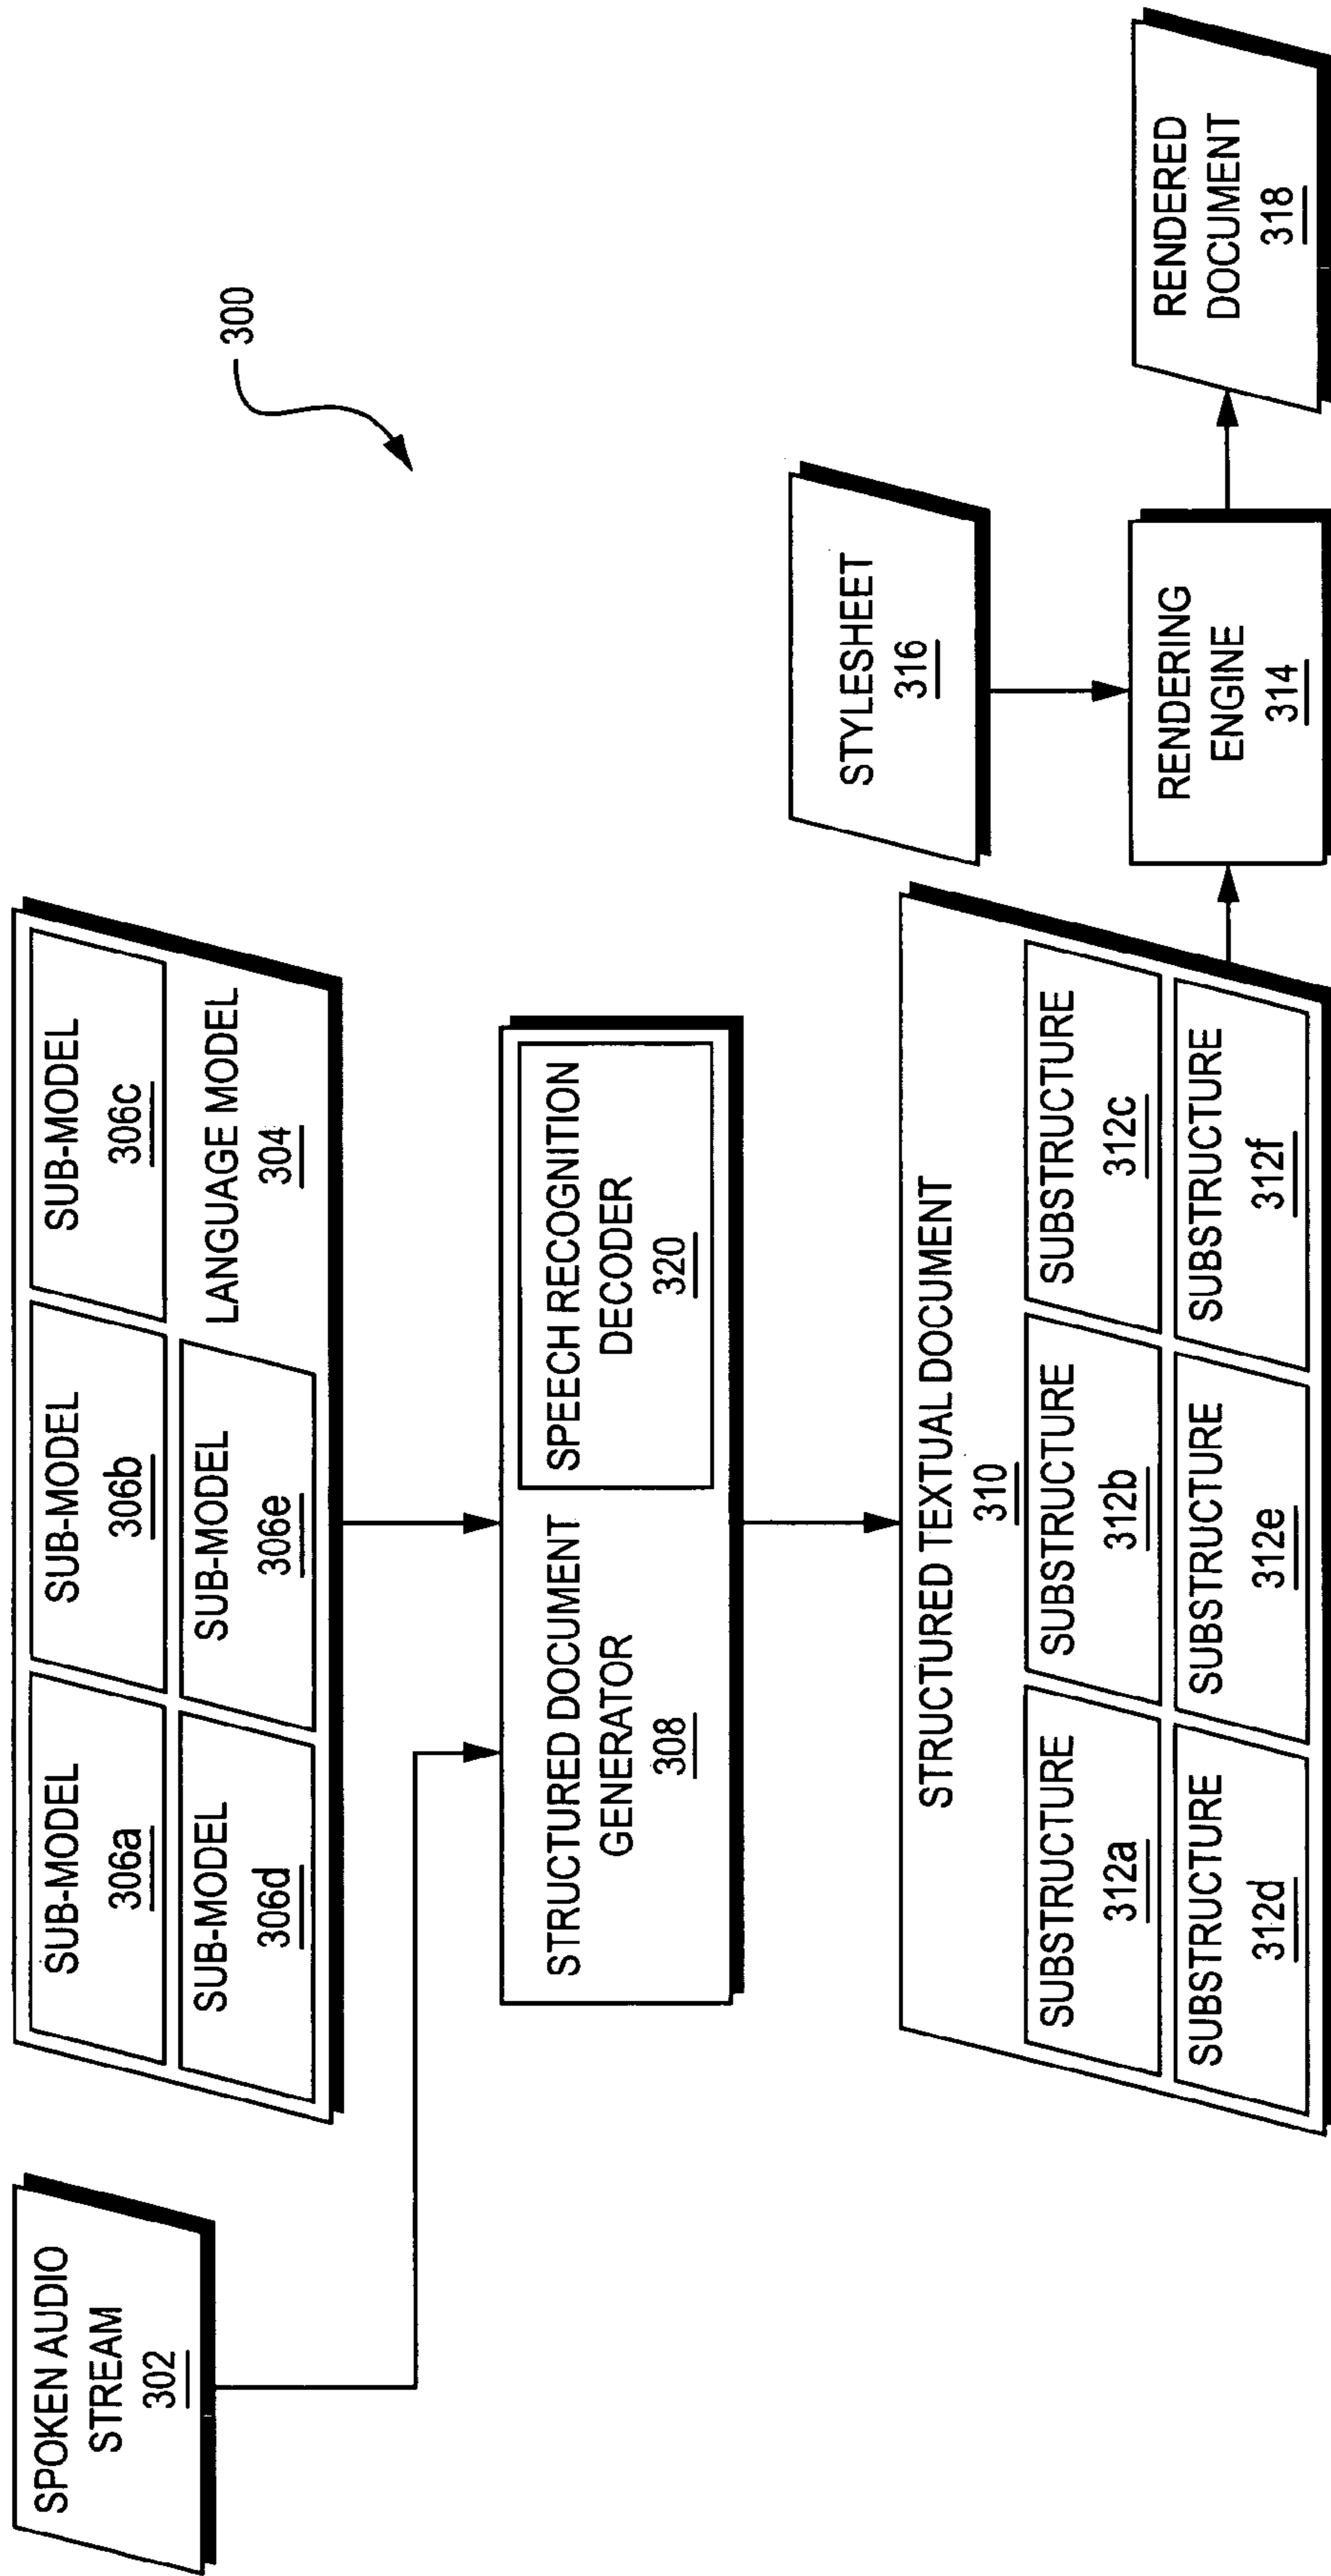 300
SPOKEN AUDIO
STREAM
302
SUB-MODEL
306a
SUB-MODEL
306b
SUB-MODEL
306c
SUB-MODEL
306d
SUB-MODEL
306e
LANGUAGE MODEL
304
STRUCTURED DOCUMENT
GENERATOR
308
SPEECH RECOGNITION
DECODER
320
STRUCTURED TEXTUAL DOCUMENT
310
SUBSTRUCTURE
312a
SUBSTRUCTURE
312b
SUBSTRUCTURE
312c
SUBSTRUCTURE
312d
SUBSTRUCTURE
312e
SUBSTRUCTURE
312f
STYLESHEET
316
RENDERING
ENGINE
314
RENDERED
DOCUMENT
318